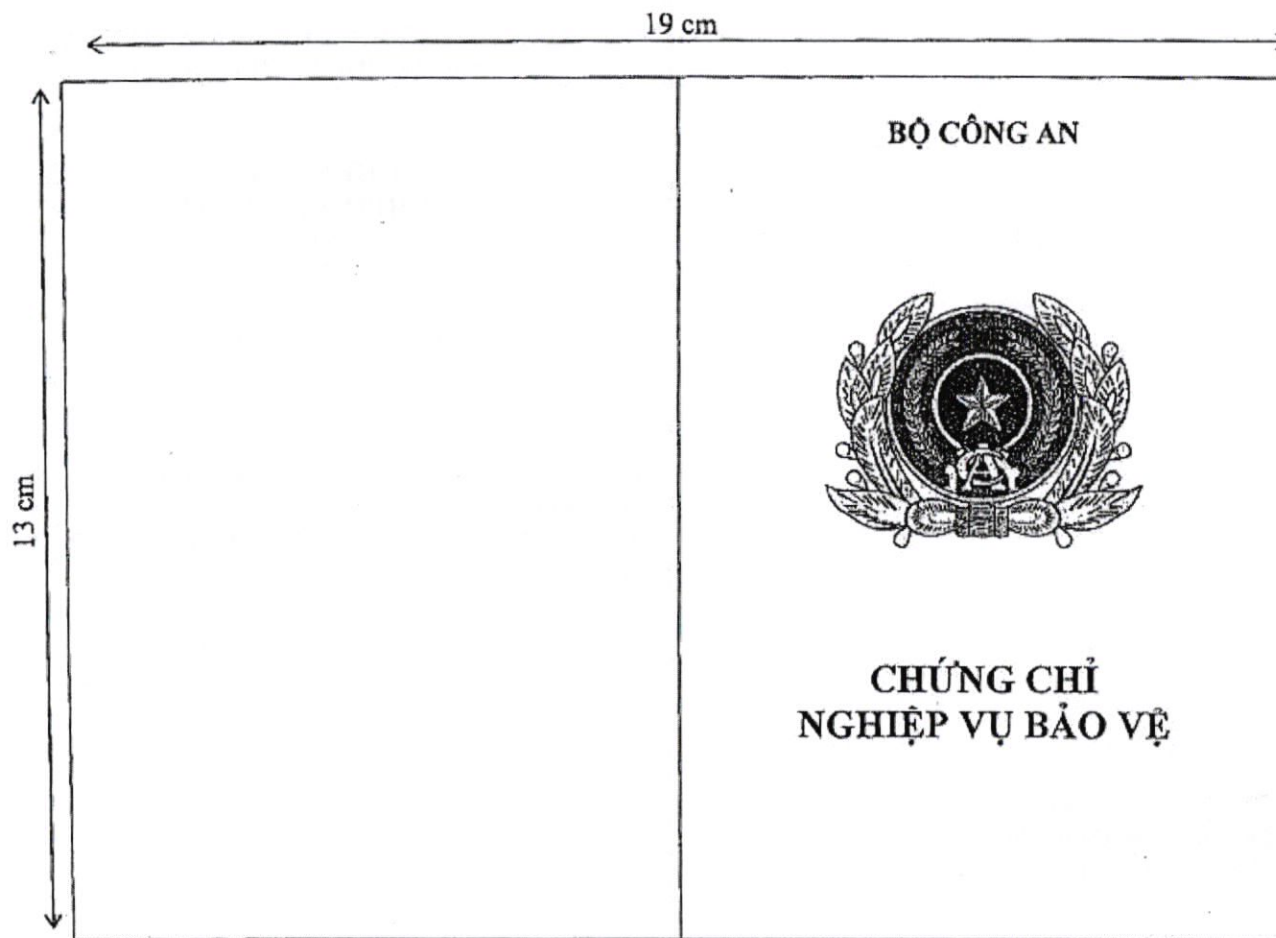 19 cm
13 cm
BỘ CÔNG AN
CHỨNG CHỈ
NGHIỆP VỤ BẢO VỆ